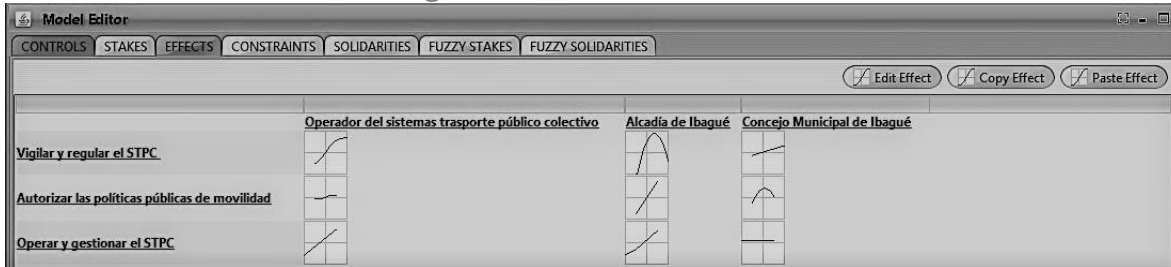 Model Editor
CONTROLS STAKES EFFECTS CONSTRAINTS SOLIDARITIES FUZZY STAKES FUZZY SOLIDARITIES
Edit Effect Copy Effect Paste Effect
Operador del sistemas trasporte público colectivo Alcadía de Ibagué Concejo Municipal de Ibagué
Vigilar y regular el STPC
Autorizar las políticas públicas de movilidad
Operar y gestionar el STPC